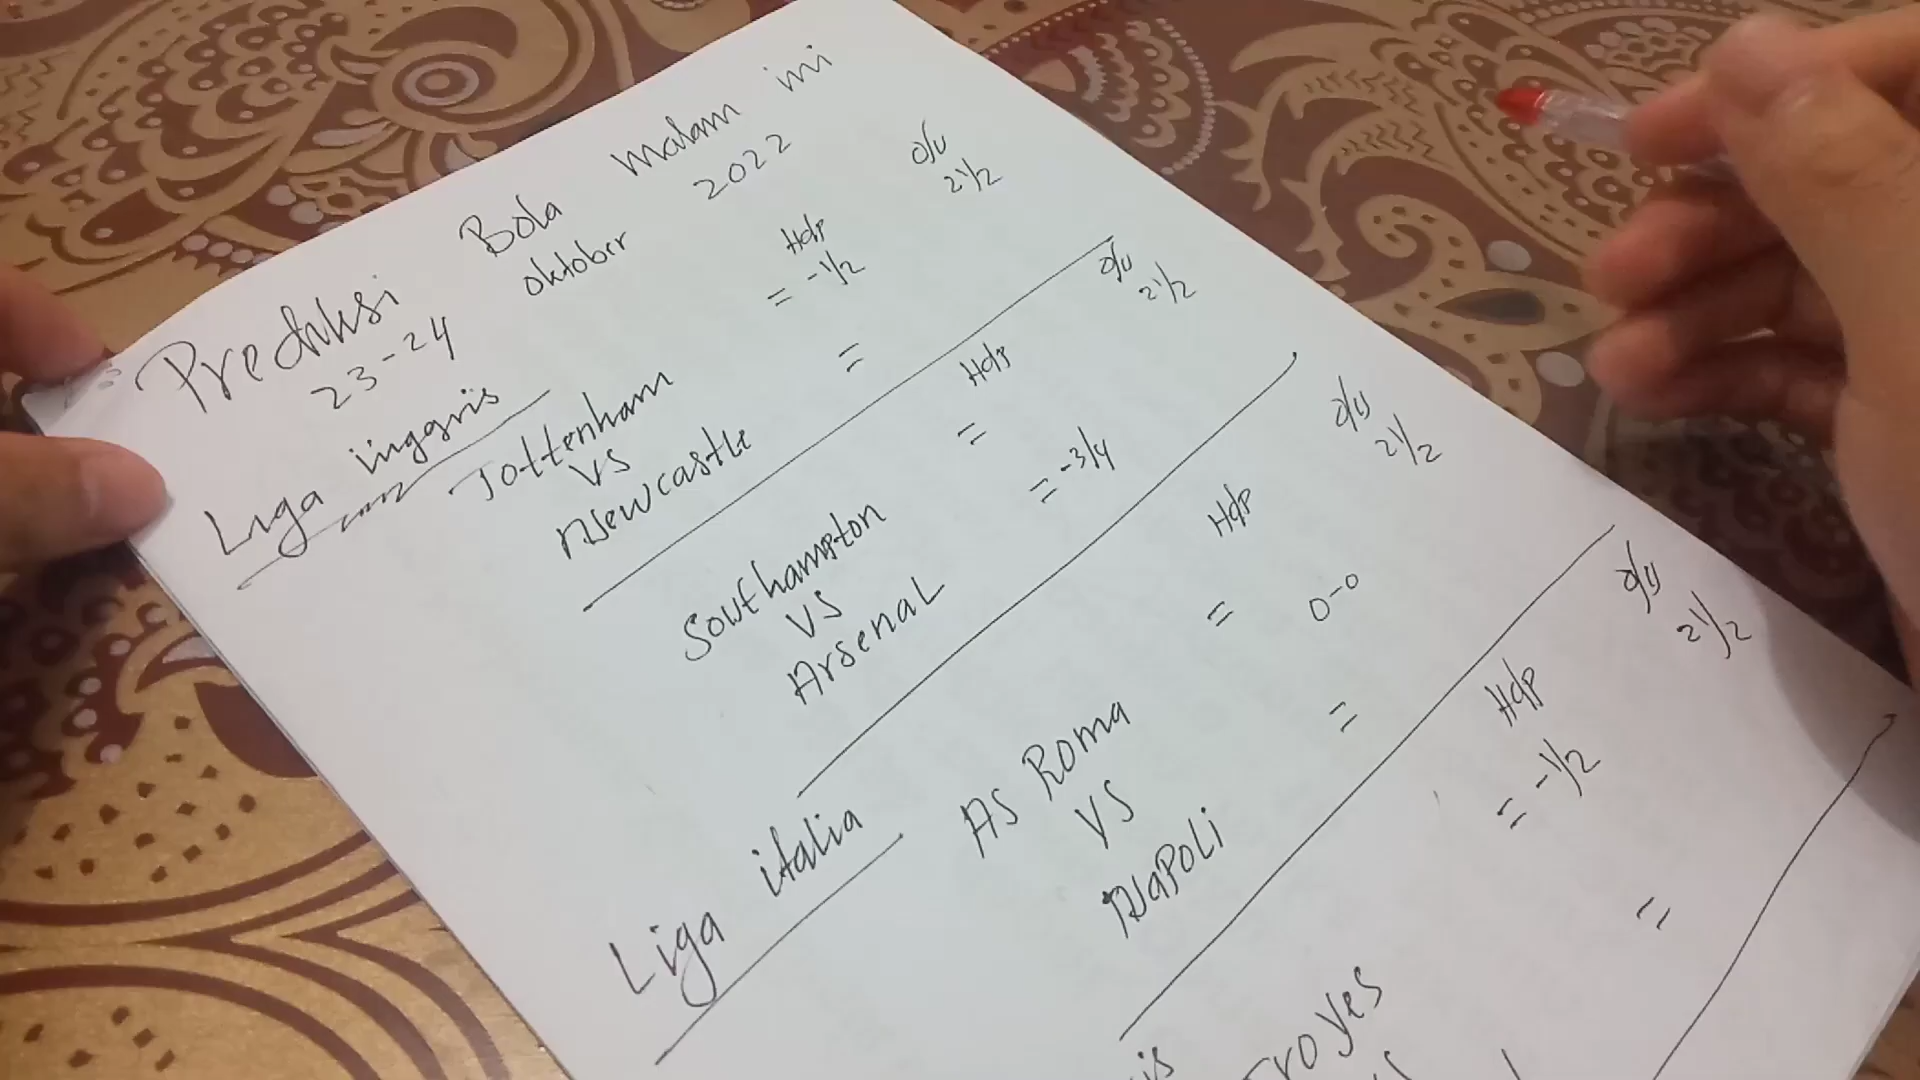 Prediksi Bola malam ini
23-24 oktober 2022
Liga inggris
Tottenham = -1/2
vs
Newcastle =
Hdp
O/U
2 1/2
Southampton =
vs
Arsenal = -3/4
Hdp
O/U
2 1/2
Liga italia
AS Roma =
vs
Napoli =
0-0
Hdp
O/U
2 1/2
Troyes = -1/2
=
Hdp
O/U
2 1/2